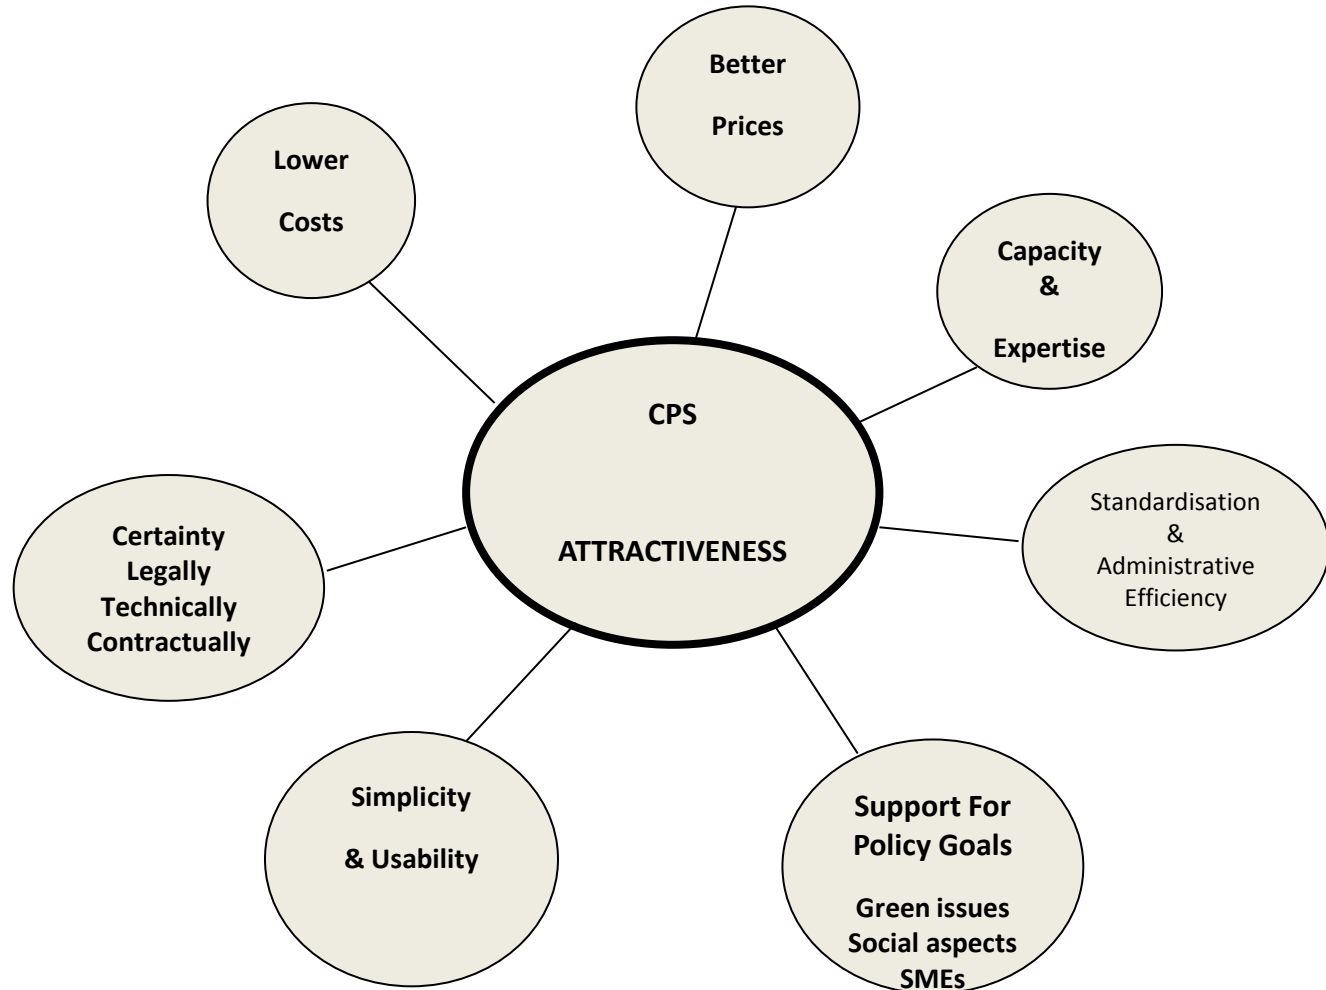 Better
Prices
Lower
Costs
Capacity
&
Expertise
CPS
ATTRACTIVENESS
Standardisation
&
Administrative
Efficiency
Certainty
Legally
Technically
Contractually
Simplicity
& Usability
Support For
Policy Goals
Green issues
Social aspects
SMEs